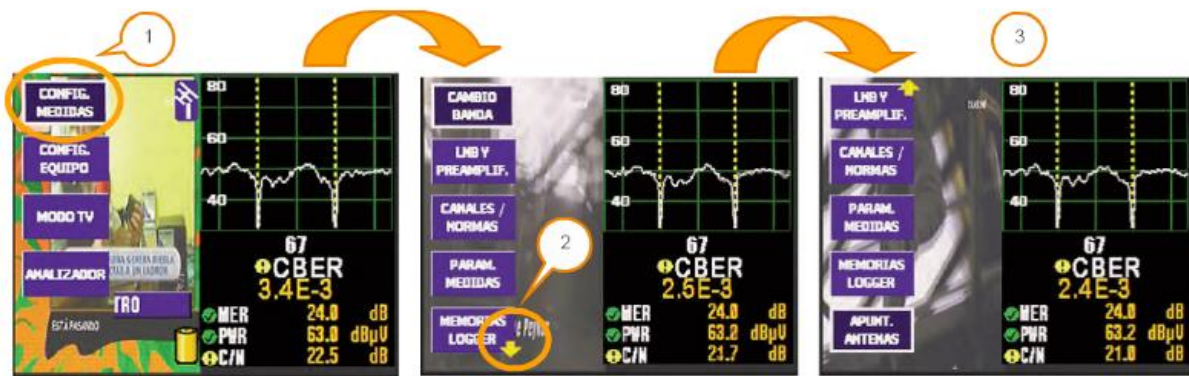 1
CONFIG.
MEDIDAS
CONFIG.
EQUIPO
MODO TV
ANALIZADOR
TRO
ESTÁ PASANDO
80
60
40
67
CBER
3.4E-3
MER 24.0 dB
PWR 63.0 dBµV
C/N 22.5 dB
CAMBIO
BANDA
LNB Y
PREAMPLIF.
CANALES /
NORMAS
PARAM.
MEDIDAS
MEMORIAS
LOGGER
2
80
60
40
67
CBER
2.5E-3
MER 24.0 dB
PWR 63.2 dBµV
C/N 21.7 dB
3
LNB Y
PREAMPLIF.
CANALES /
NORMAS
PARAM.
MEDIDAS
MEMORIAS
LOGGER
APUNT.
ANTENAS
80
60
40
67
CBER
2.4E-3
MER 24.0 dB
PWR 63.2 dBµV
C/N 21.0 dB